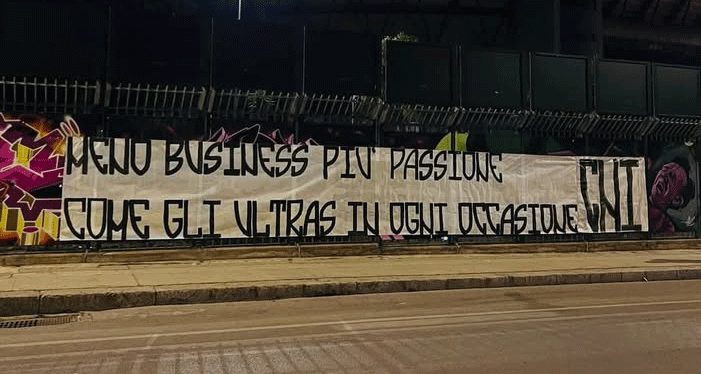 MENO BUSINESS PIU' PASSIONE
COME GLI ULTRAS IN OGNI OCCASIONE
CNI